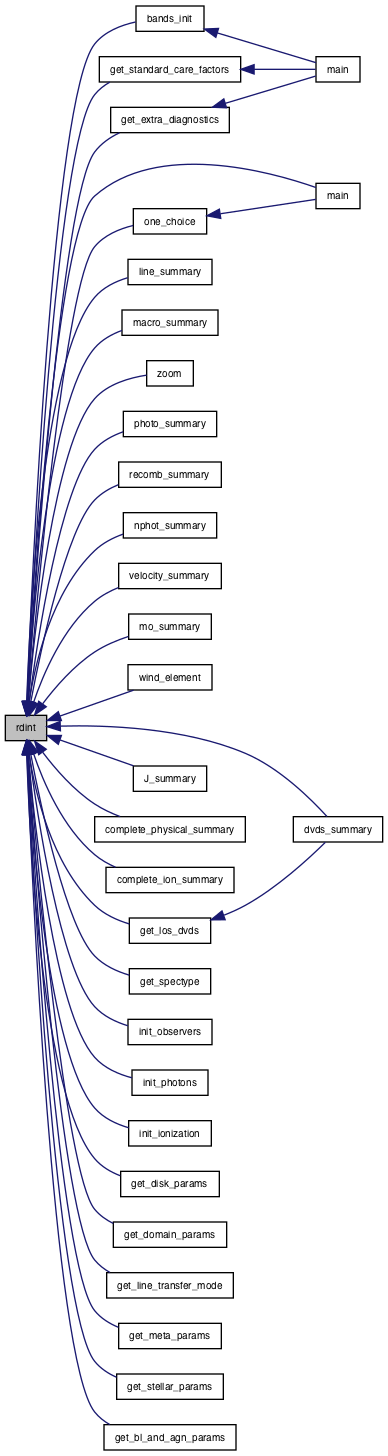 bands_init
get_standard_care_factors
main
get_extra_diagnostics
main
one_choice
line_summary
macro_summary
zoom
photo_summary
recomb_summary
nphot_summary
velocity_summary
mo_summary
wind_element
rdint
J_summary
complete_physical_summary
dvds_summary
complete_ion_summary
get_los_dvds
get_spectype
init_observers
init_photons
init_ionization
get_disk_params
get_domain_params
get_line_transfer_mode
get_meta_params
get_stellar_params
get_bl_and_agn_params